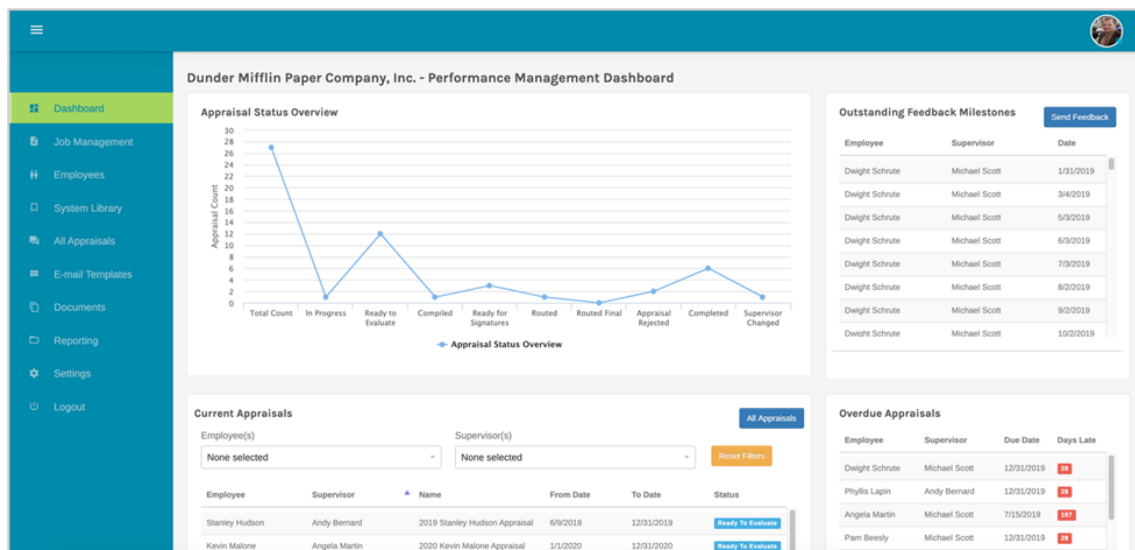 Dunder Mifflin Paper Company, Inc. - Performance Management Dashboard
Dashboard
Job Management
Employees
System Library
All Appraisals
E-mail Templates
Documents
Reporting
Settings
Logout
Appraisal Status Overview
Appraisal Count
30
28
26
24
22
20
18
16
14
12
10
8
6
4
2
0
Total Count In Progress Ready to Evaluate Compiled Ready for Signatures Routed Routed Final Appraisal Rejected Completed Supervisor Changed
Appraisal Status Overview
Outstanding Feedback Milestones Send Feedback
Employee Supervisor Date
Dwight Schrute Michael Scott 1/31/2019
Dwight Schrute Michael Scott 3/4/2019
Dwight Schrute Michael Scott 5/3/2019
Dwight Schrute Michael Scott 6/3/2019
Dwight Schrute Michael Scott 7/3/2019
Dwight Schrute Michael Scott 8/2/2019
Dwight Schrute Michael Scott 9/2/2019
Dwight Schrute Michael Scott 10/2/2019
Current Appraisals All Appraisals
Employee(s) Supervisor(s)
None selected None selected Reset Filters
Employee Supervisor Name From Date To Date Status
Stanley Hudson Andy Bernard 2019 Stanley Hudson Appraisal 6/9/2019 12/31/2019 Ready To Evaluate
Kevin Malone Angela Martin 2020 Kevin Malone Appraisal 1/1/2020 12/31/2020 Ready To Evaluate
Overdue Appraisals
Employee Supervisor Due Date Days Late
Dwight Schrute Michael Scott 12/31/2019 28
Phyllis Lapin Andy Bernard 12/31/2019 28
Angela Martin Michael Scott 7/15/2019 197
Pam Beesly Michael Scott 12/31/2019 28